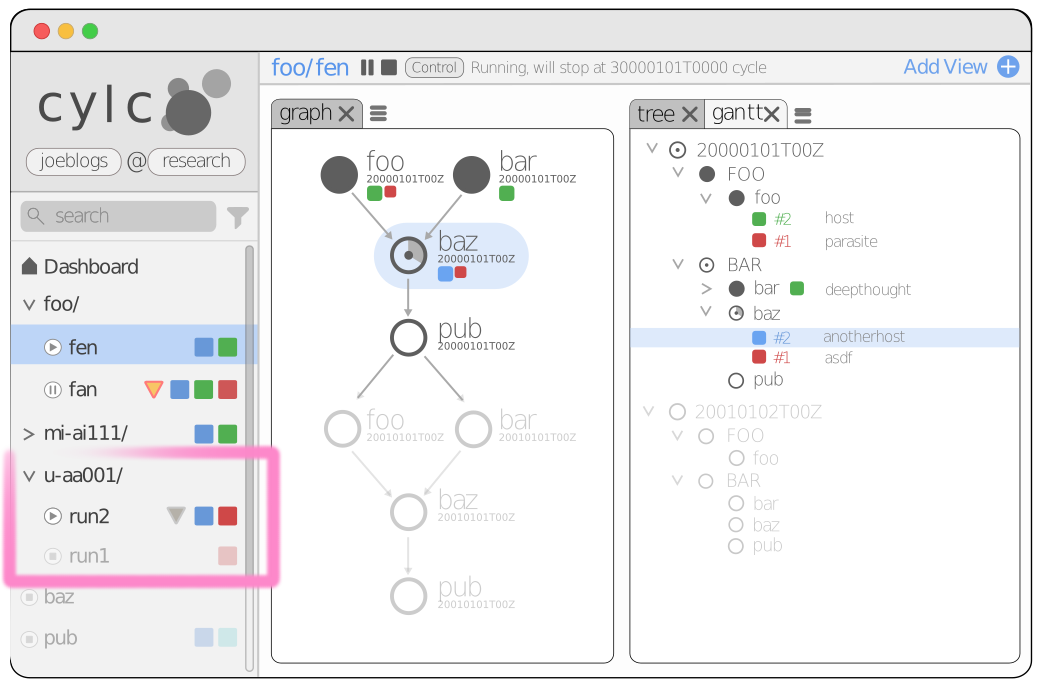 foo/fen Control Running, will stop at 30000101T0000 cycle Add View
cylc
joeblogs @ research
search
Dashboard
foo/
fen
fan
mi-ai111/
u-aa001/
run2
run1
baz
pub
graph
foo
20000101T00Z
bar
20000101T00Z
baz
20000101T00Z
pub
20000101T00Z
foo
20010101T00Z
bar
20010101T00Z
baz
20010101T00Z
pub
20010101T00Z
tree gantt
20000101T00Z
FOO
foo
#2 host
#1 parasite
BAR
bar deepthought
baz
#2 anotherhost
#1 asdf
pub
20010102T00Z
FOO
foo
BAR
bar
baz
pub